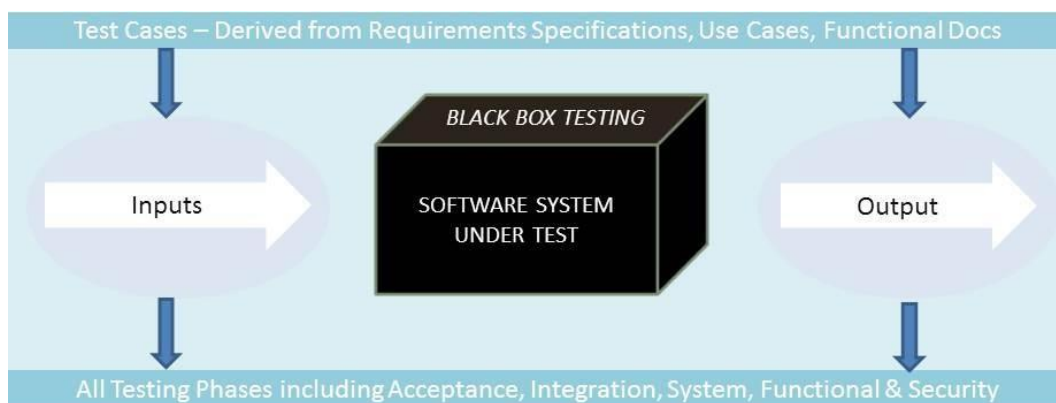 Test Cases – Derived from Requirements Specifications, Use Cases, Functional Docs
BLACK BOX TESTING
Inputs
SOFTWARE SYSTEM
UNDER TEST
Output
All Testing Phases including Acceptance, Integration, System, Functional & Security